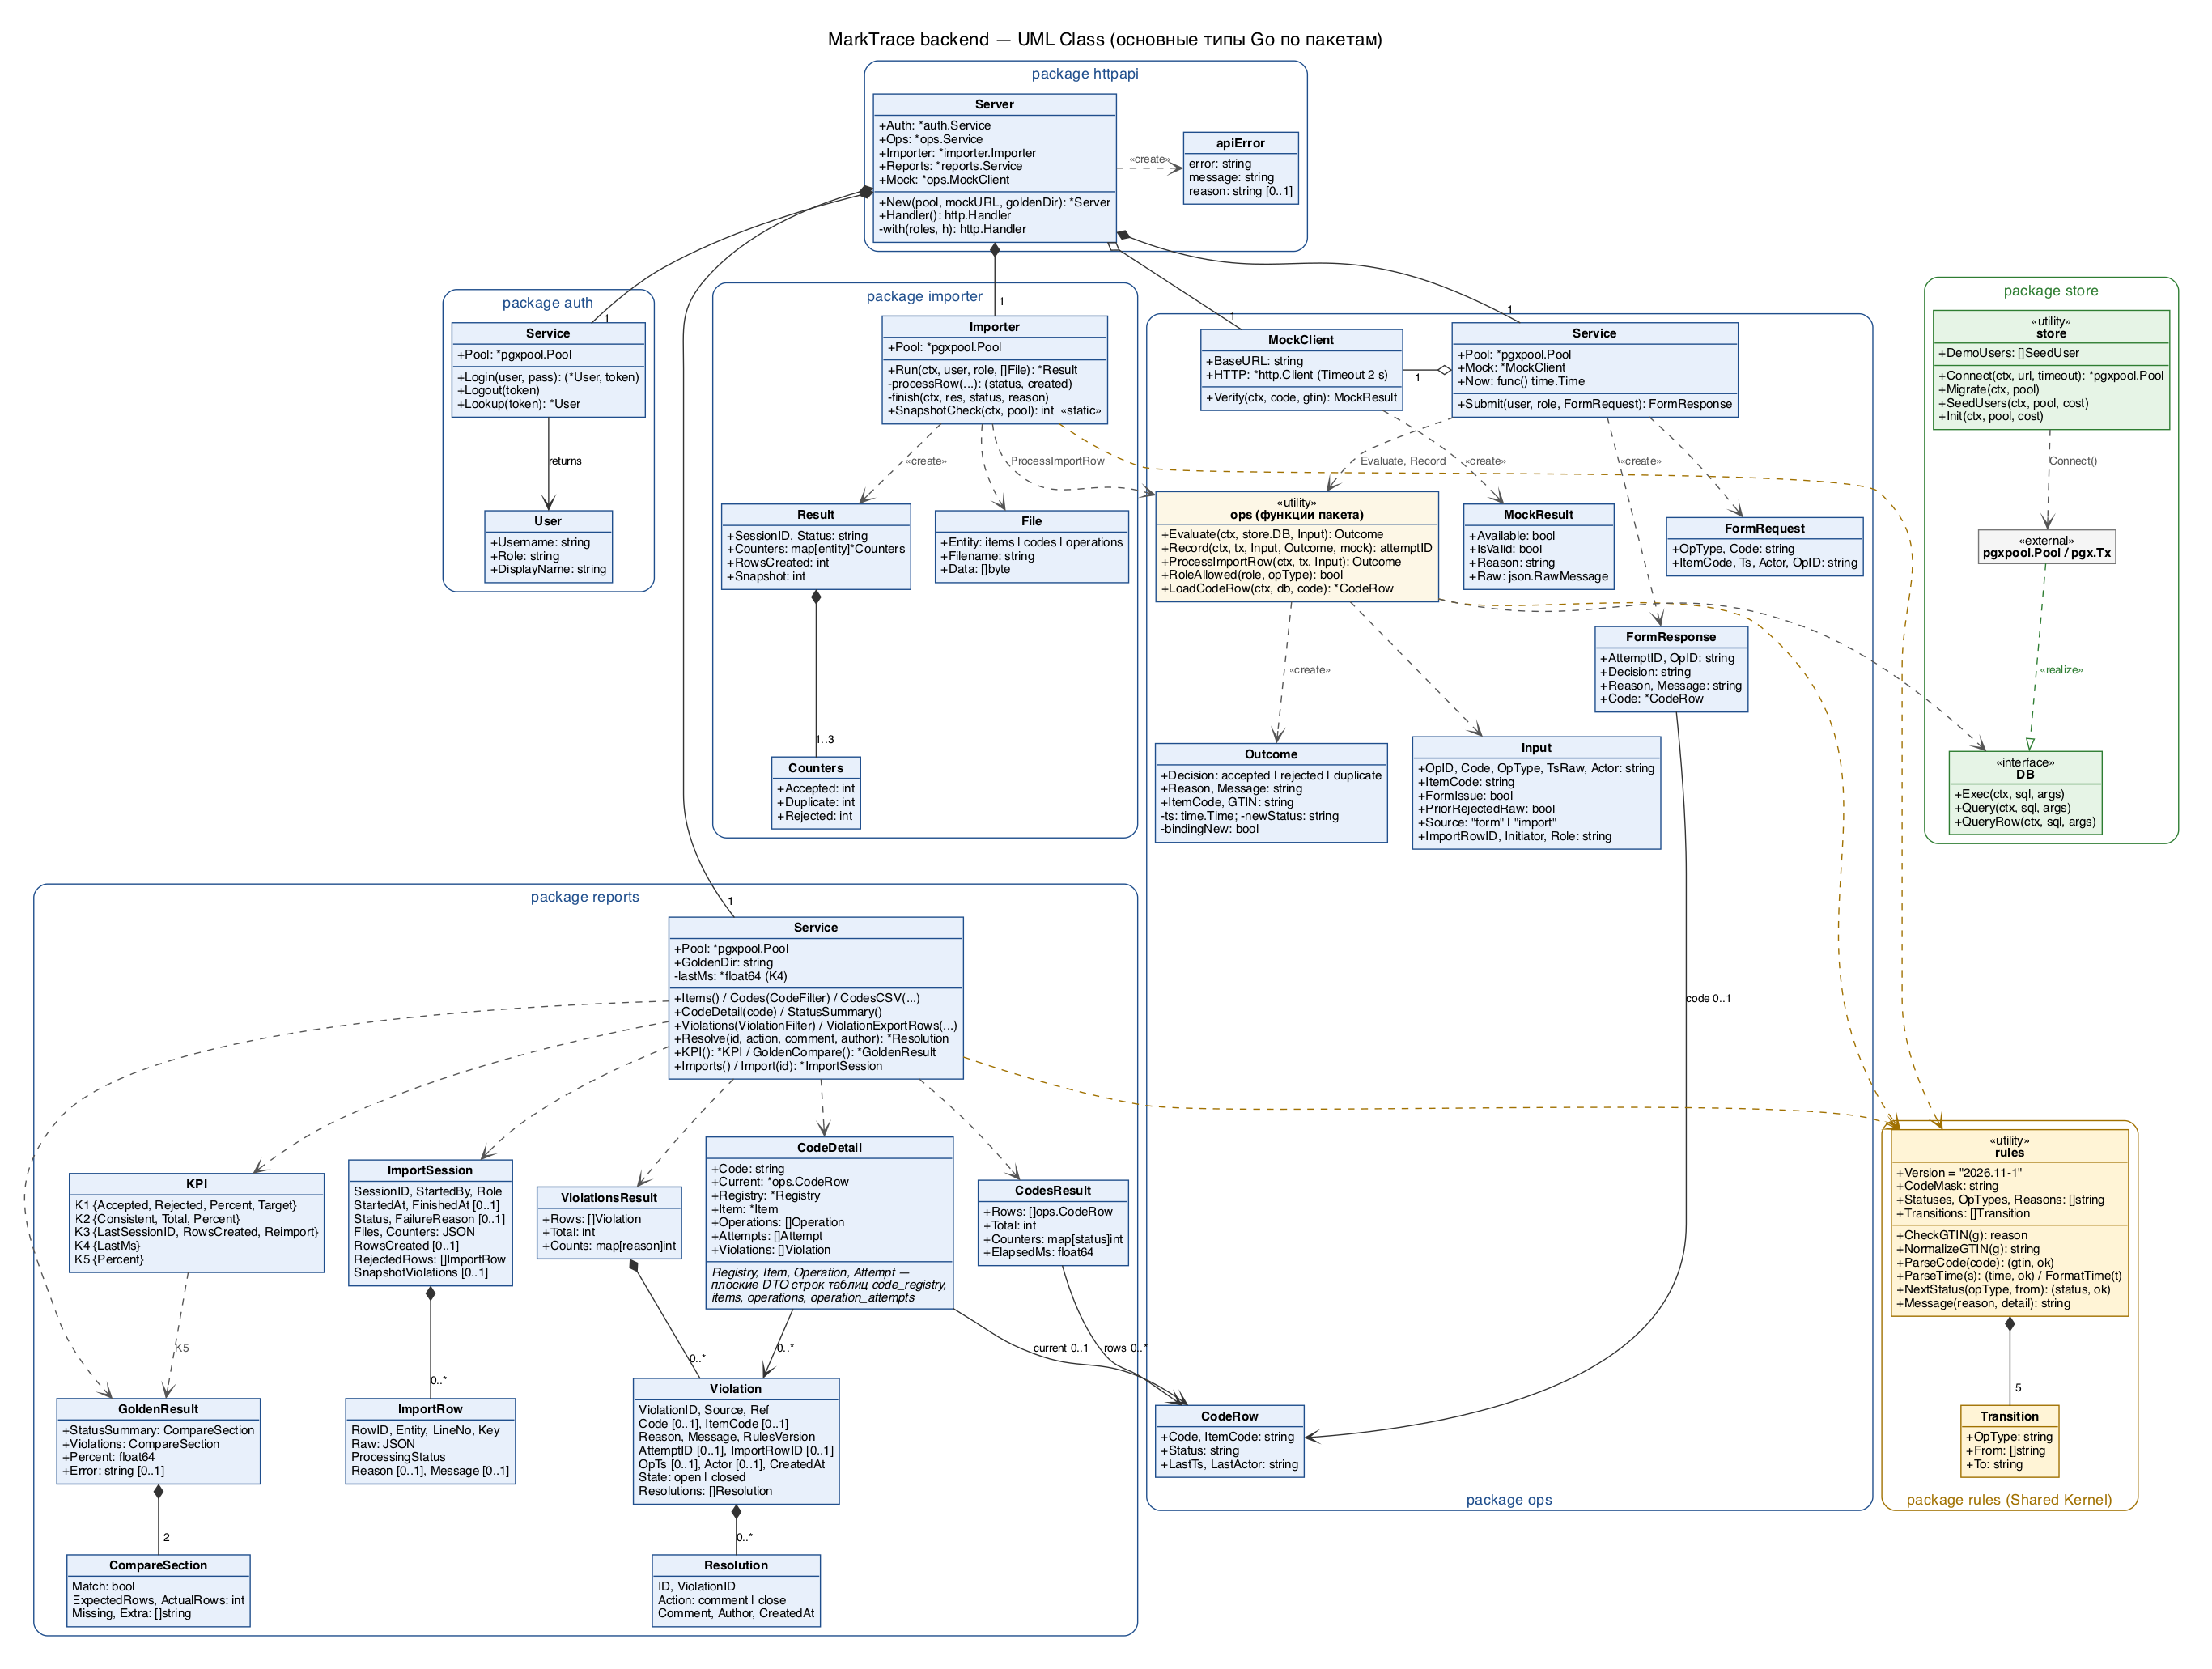 MarkTrace backend — UML Class (основные типы Go по пакетам)
package httpapi
Server
+Auth: *auth.Service
+Ops: *ops.Service
+Importer: *importer.Importer
+Reports: *reports.Service
+Mock: *ops.MockClient
+New(pool, mockURL, goldenDir): *Server
+Handler(): http.Handler
-with(roles, h): http.Handler
«create»
apiError
error: string
message: string
reason: string [0..1]
package auth
1
Service
+Pool: *pgxpool.Pool
+Login(user, pass): (*User, token)
+Logout(token)
+Lookup(token): *User
returns
User
+Username: string
+Role: string
+DisplayName: string
package importer
1
Importer
+Pool: *pgxpool.Pool
+Run(ctx, user, role, []File): *Result
-processRow(...): (status, created)
-finish(ctx, res, status, reason)
+SnapshotCheck(ctx, pool): int «static»
«create»
ProcessImportRow
Result
+SessionID, Status: string
+Counters: map[entity]*Counters
+RowsCreated: int
+Snapshot: int
File
+Entity: items | codes | operations
+Filename: string
+Data: []byte
1..3
Counters
+Accepted: int
+Duplicate: int
+Rejected: int
1
MockClient
+BaseURL: string
+HTTP: *http.Client (Timeout 2 s)
+Verify(ctx, code, gtin): MockResult
1
1
Service
+Pool: *pgxpool.Pool
+Mock: *MockClient
+Now: func() time.Time
+Submit(user, role, FormRequest): FormResponse
Evaluate, Record
«create»
«create»
«utility»
ops (функции пакета)
+Evaluate(ctx, store.DB, Input): Outcome
+Record(ctx, tx, Input, Outcome, mock): attemptID
+ProcessImportRow(ctx, tx, Input): Outcome
+RoleAllowed(role, opType): bool
+LoadCodeRow(ctx, db, code): *CodeRow
MockResult
+Available: bool
+IsValid: bool
+Reason: string
+Raw: json.RawMessage
FormRequest
+OpType, Code: string
+ItemCode, Ts, Actor, OpID: string
FormResponse
+AttemptID, OpID: string
+Decision: string
+Reason, Message: string
+Code: *CodeRow
«create»
Outcome
+Decision: accepted | rejected | duplicate
+Reason, Message: string
+ItemCode, GTIN: string
-ts: time.Time; -newStatus: string
-bindingNew: bool
Input
+OpID, Code, OpType, TsRaw, Actor: string
+ItemCode: string
+FormIssue: bool
+PriorRejectedRaw: bool
+Source: "form" | "import"
+ImportRowID, Initiator, Role: string
package store
«utility»
store
+DemoUsers: []SeedUser
+Connect(ctx, url, timeout): *pgxpool.Pool
+Migrate(ctx, pool)
+SeedUsers(ctx, pool, cost)
+Init(ctx, pool, cost)
Connect()
«external»
pgxpool.Pool / pgx.Tx
«realize»
«interface»
DB
+Exec(ctx, sql, args)
+Query(ctx, sql, args)
+QueryRow(ctx, sql, args)
package reports
1
Service
+Pool: *pgxpool.Pool
+GoldenDir: string
-lastMs: *float64 (K4)
+Items() / Codes(CodeFilter) / CodesCSV(...)
+CodeDetail(code) / StatusSummary()
+Violations(ViolationFilter) / ViolationExportRows(...)
+Resolve(id, action, comment, author): *Resolution
+KPI(): *KPI / GoldenCompare(): *GoldenResult
+Imports() / Import(id): *ImportSession
KPI
K1 {Accepted, Rejected, Percent, Target}
K2 {Consistent, Total, Percent}
K3 {LastSessionID, RowsCreated, Reimport}
K4 {LastMs}
K5 {Percent}
ImportSession
SessionID, StartedBy, Role
StartedAt, FinishedAt [0..1]
Status, FailureReason [0..1]
Files, Counters: JSON
RowsCreated [0..1]
RejectedRows: []ImportRow
SnapshotViolations [0..1]
ViolationsResult
+Rows: []Violation
+Total: int
+Counts: map[reason]int
CodeDetail
+Code: string
+Current: *ops.CodeRow
+Registry: *Registry
+Item: *Item
+Operations: []Operation
+Attempts: []Attempt
+Violations: []Violation
Registry, Item, Operation, Attempt —
плоские DTO строк таблиц code_registry,
items, operations, operation_attempts
CodesResult
+Rows: []ops.CodeRow
+Total: int
+Counters: map[status]int
+ElapsedMs: float64
K5
0..*
0..*
0..*
current 0..1
rows 0..*
code 0..1
GoldenResult
+StatusSummary: CompareSection
+Violations: CompareSection
+Percent: float64
+Error: string [0..1]
ImportRow
RowID, Entity, LineNo, Key
Raw: JSON
ProcessingStatus
Reason [0..1], Message [0..1]
Violation
ViolationID, Source, Ref
Code [0..1], ItemCode [0..1]
Reason, Message, RulesVersion
AttemptID [0..1], ImportRowID [0..1]
OpTs [0..1], Actor [0..1], CreatedAt
State: open | closed
Resolutions: []Resolution
2
0..*
CompareSection
Match: bool
ExpectedRows, ActualRows: int
Missing, Extra: []string
Resolution
ID, ViolationID
Action: comment | close
Comment, Author, CreatedAt
CodeRow
+Code, ItemCode: string
+Status: string
+LastTs, LastActor: string
package ops
«utility»
rules
+Version = "2026.11-1"
+CodeMask: string
+Statuses, OpTypes, Reasons: []string
+Transitions: []Transition
+CheckGTIN(g): reason
+NormalizeGTIN(g): string
+ParseCode(code): (gtin, ok)
+ParseTime(s): (time, ok) / FormatTime(t)
+NextStatus(opType, from): (status, ok)
+Message(reason, detail): string
5
Transition
+OpType: string
+From: []string
+To: string
package rules (Shared Kernel)